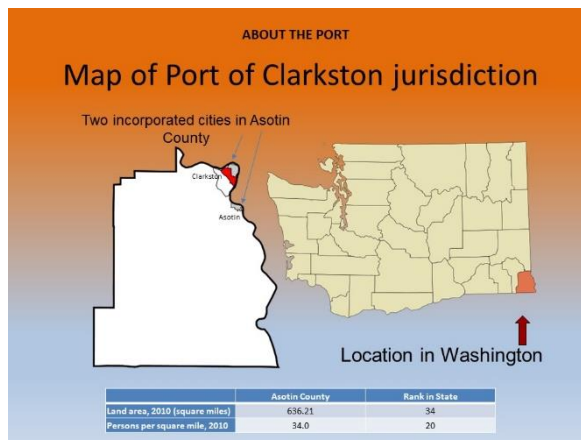 ABOUT THE PORT
Map of Port of Clarkston jurisdiction
Two incorporated cities in Asotin
County
Clarkston
Asotin
Location in Washington
Asotin County Rank in State
Land area, 2010 (square miles) 636.21 34
Persons per square mile, 2010 34.0 20